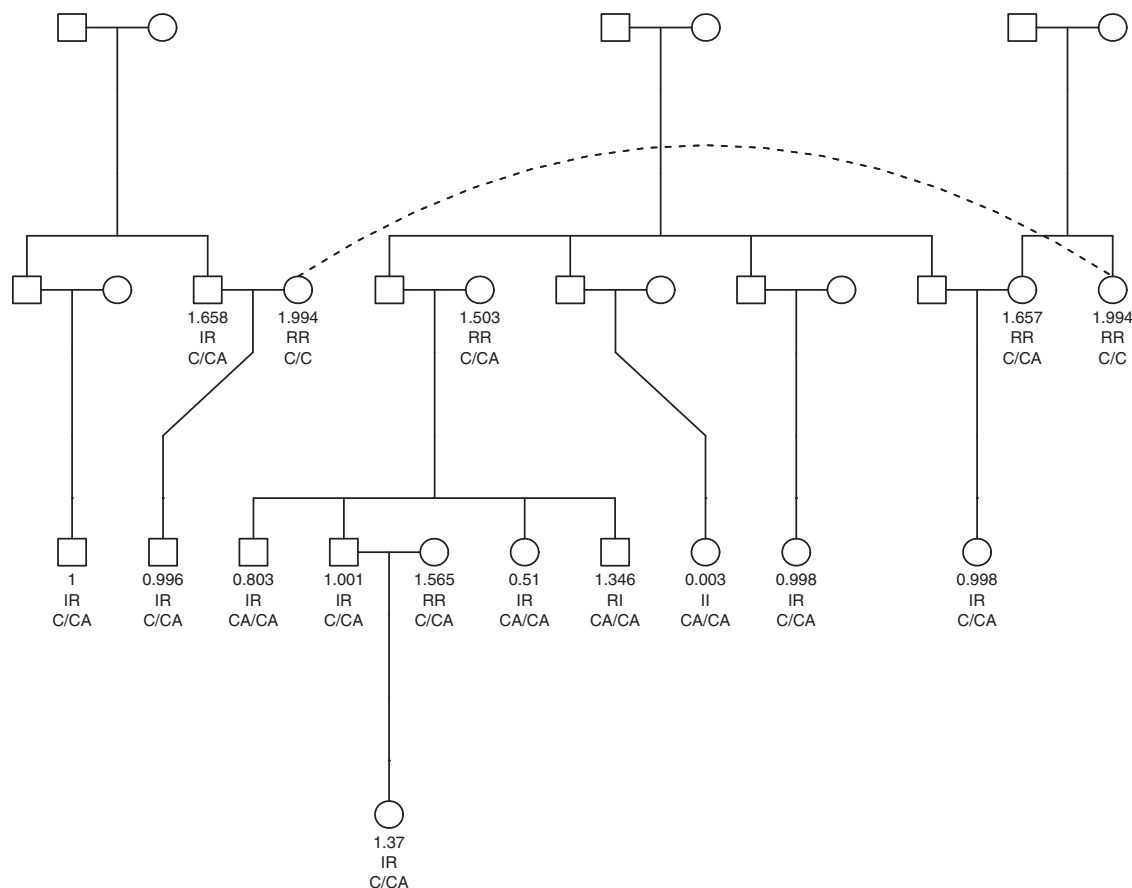 1.658
IR
C/CA
1.994
RR
C/C
1.503
RR
C/CA
1.657
RR
C/CA
1.994
RR
C/C
1
IR
C/CA
0.996
IR
C/CA
0.803
IR
CA/CA
1.001
IR
C/CA
1.565
RR
C/CA
0.51
IR
CA/CA
1.346
RI
CA/CA
0.003
II
CA/CA
0.998
IR
C/CA
0.998
IR
C/CA
1.37
IR
C/CA